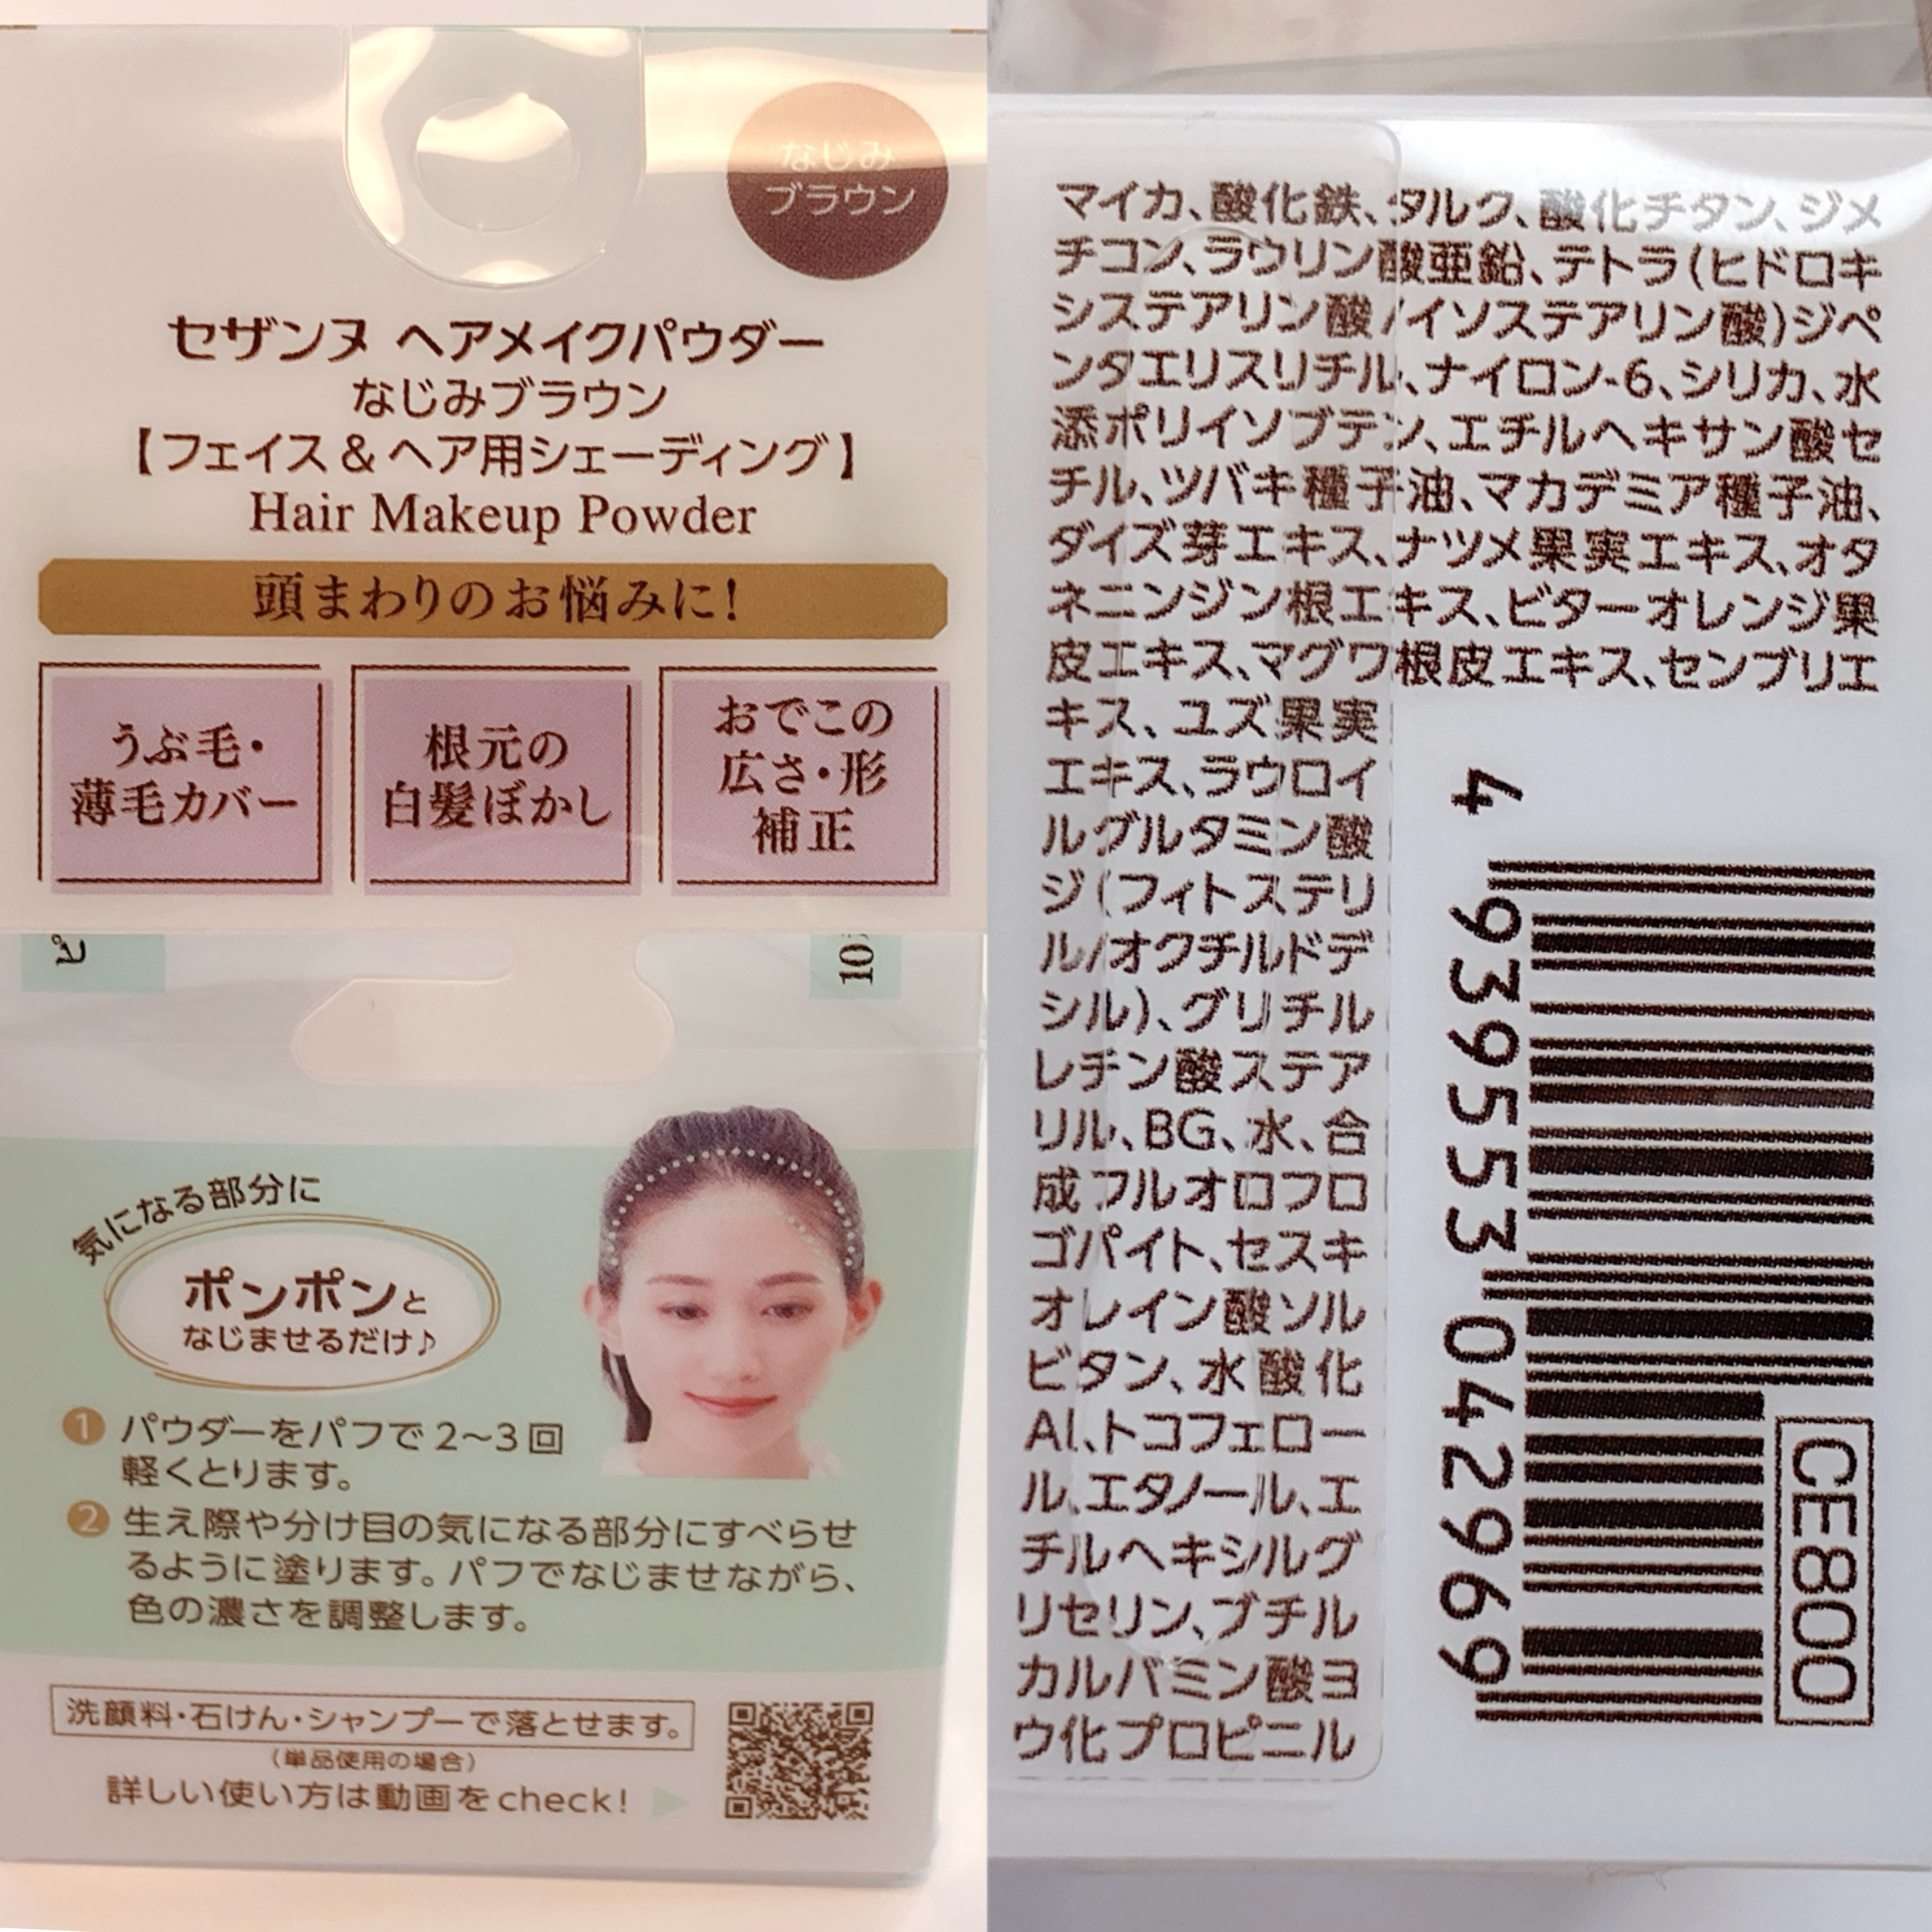 なじみ
ブラウン
セザンヌ ヘアメイクパウダー
なじみブラウン
【フェイス&ヘア用シェーディング】
Hair Makeup Powder
頭まわりのお悩みに!
うぶ毛・
薄毛カバー
根元の
白髪ぼかし
おでこの
広さ・形
補正
ピ
10
気になる部分に
ポンポンと
なじませるだけ♪
1 パウダーをパフで2〜3回
軽くとります。
2 生え際や分け目の気になる部分にすべらせ
るように塗ります。パフでなじませながら、
色の濃さを調整します。
洗顔料・石けん・シャンプーで落とせます。
(単品使用の場合)
詳しい使い方は動画をcheck!
マイカ、酸化鉄、タルク、酸化チタン、ジメ
チコン、ラウリン酸亜鉛、テトラ(ヒドロキ
システアリン酸/イソステアリン酸)ジペ
ンタエリスリチル、ナイロン-6、シリカ、水
添ポリイソブテン、エチルヘキサン酸セ
チル、ツバキ種子油、マカデミア種子油、
ダイズ芽エキス、ナツメ果実エキス、オタ
ネニンジン根エキス、ビターオレンジ果
皮エキス、マグワ根皮エキス、センブリエ
キス、ユズ果実
エキス、ラウロイ
ルグルタミン酸
ジ(フィトステリ
ル/オクチルドデ
シル)、グリチル
レチン酸ステア
リル、BG、水、合
成フルオロフロ
ゴパイト、セスキ
オレイン酸ソル
ビタン、水酸化
Al、トコフェロー
ル、エタノール、エ
チルヘキシルグ
リセリン、ブチル
カルバミン酸ヨ
ウ化プロピニル
4 939553 042969
CE800